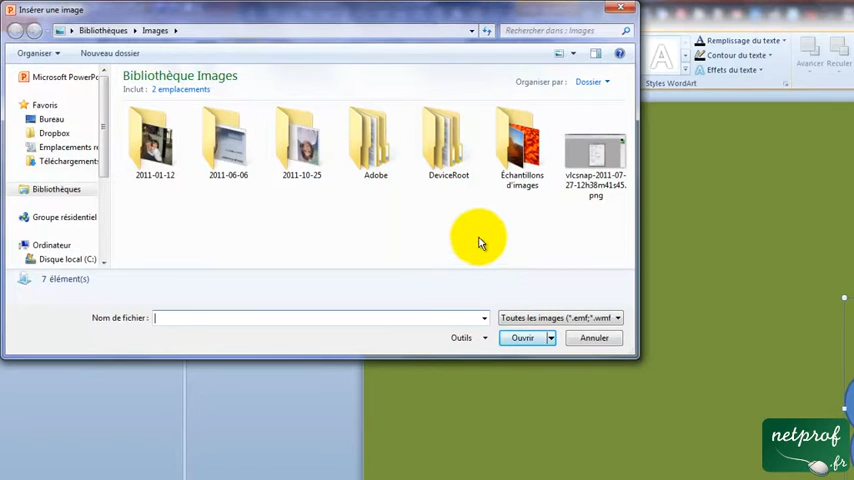 Insérer une image
Bibliothèques
Images
Rechercher dans : Images
Organiser
Nouveau dossier
Microsoft PowerPo
Favoris
Bureau
Dropbox
Emplacements ré
Téléchargements
Bibliothèques
Groupe résidentiel
Ordinateur
Disque local (C:)
Bibliothèque Images
Inclut : 2 emplacements
Organiser par : Dossier
2011-01-12
2011-06-06
2011-10-25
Adobe
DeviceRoot
Échantillons
d'images
vlcsnap-2011-07-
27-12h38m41s45.
png
7 élément(s)
Nom de fichier :
Toutes les images (*.emf;*.wmf
Outils
Ouvrir
Annuler
A
Remplissage du texte
Contour du texte
Effets du texte
Styles WordArt
Avancer
Reculer
netprof
.fr